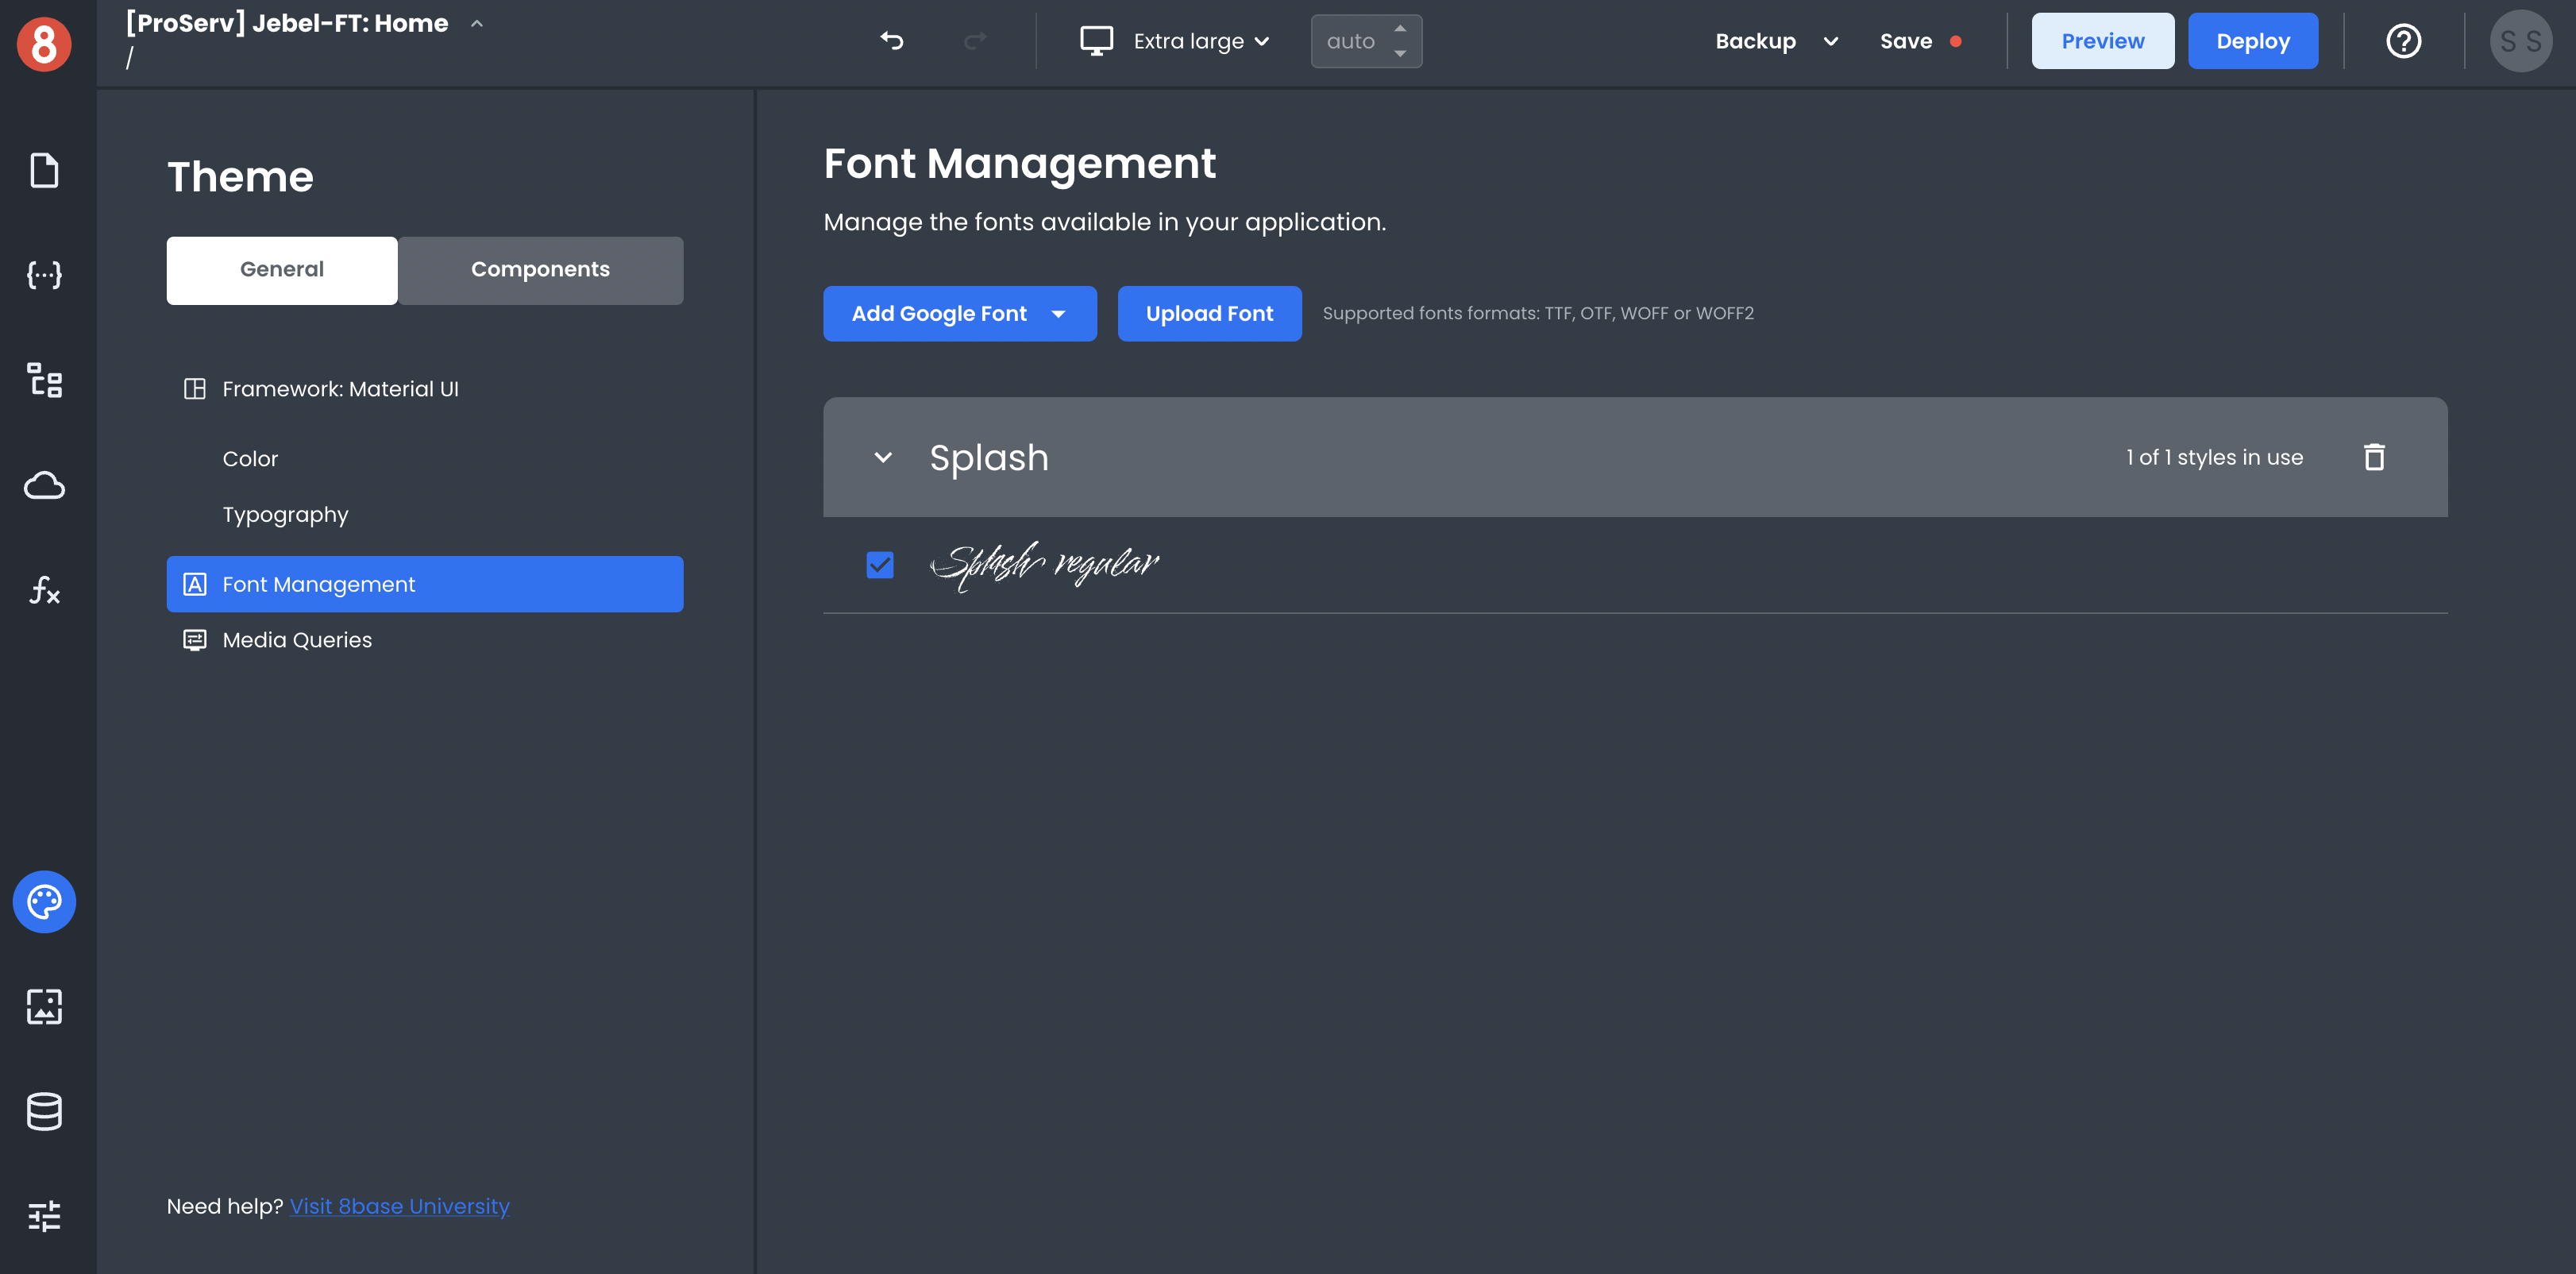 8
[ProServ] Jebel-FT: Home
/
Extra large
auto
Backup
Save
Preview
Deploy
?
S S
Theme
General
Components
Framework: Material UI
Color
Typography
A
Font Management
Media Queries
Need help? Visit 8base University
Font Management
Manage the fonts available in your application.
Add Google Font
Upload Font
Supported fonts formats: TTF, OTF, WOFF or WOFF2
Splash
1 of 1 styles in use
Splash regular
{...}
fx